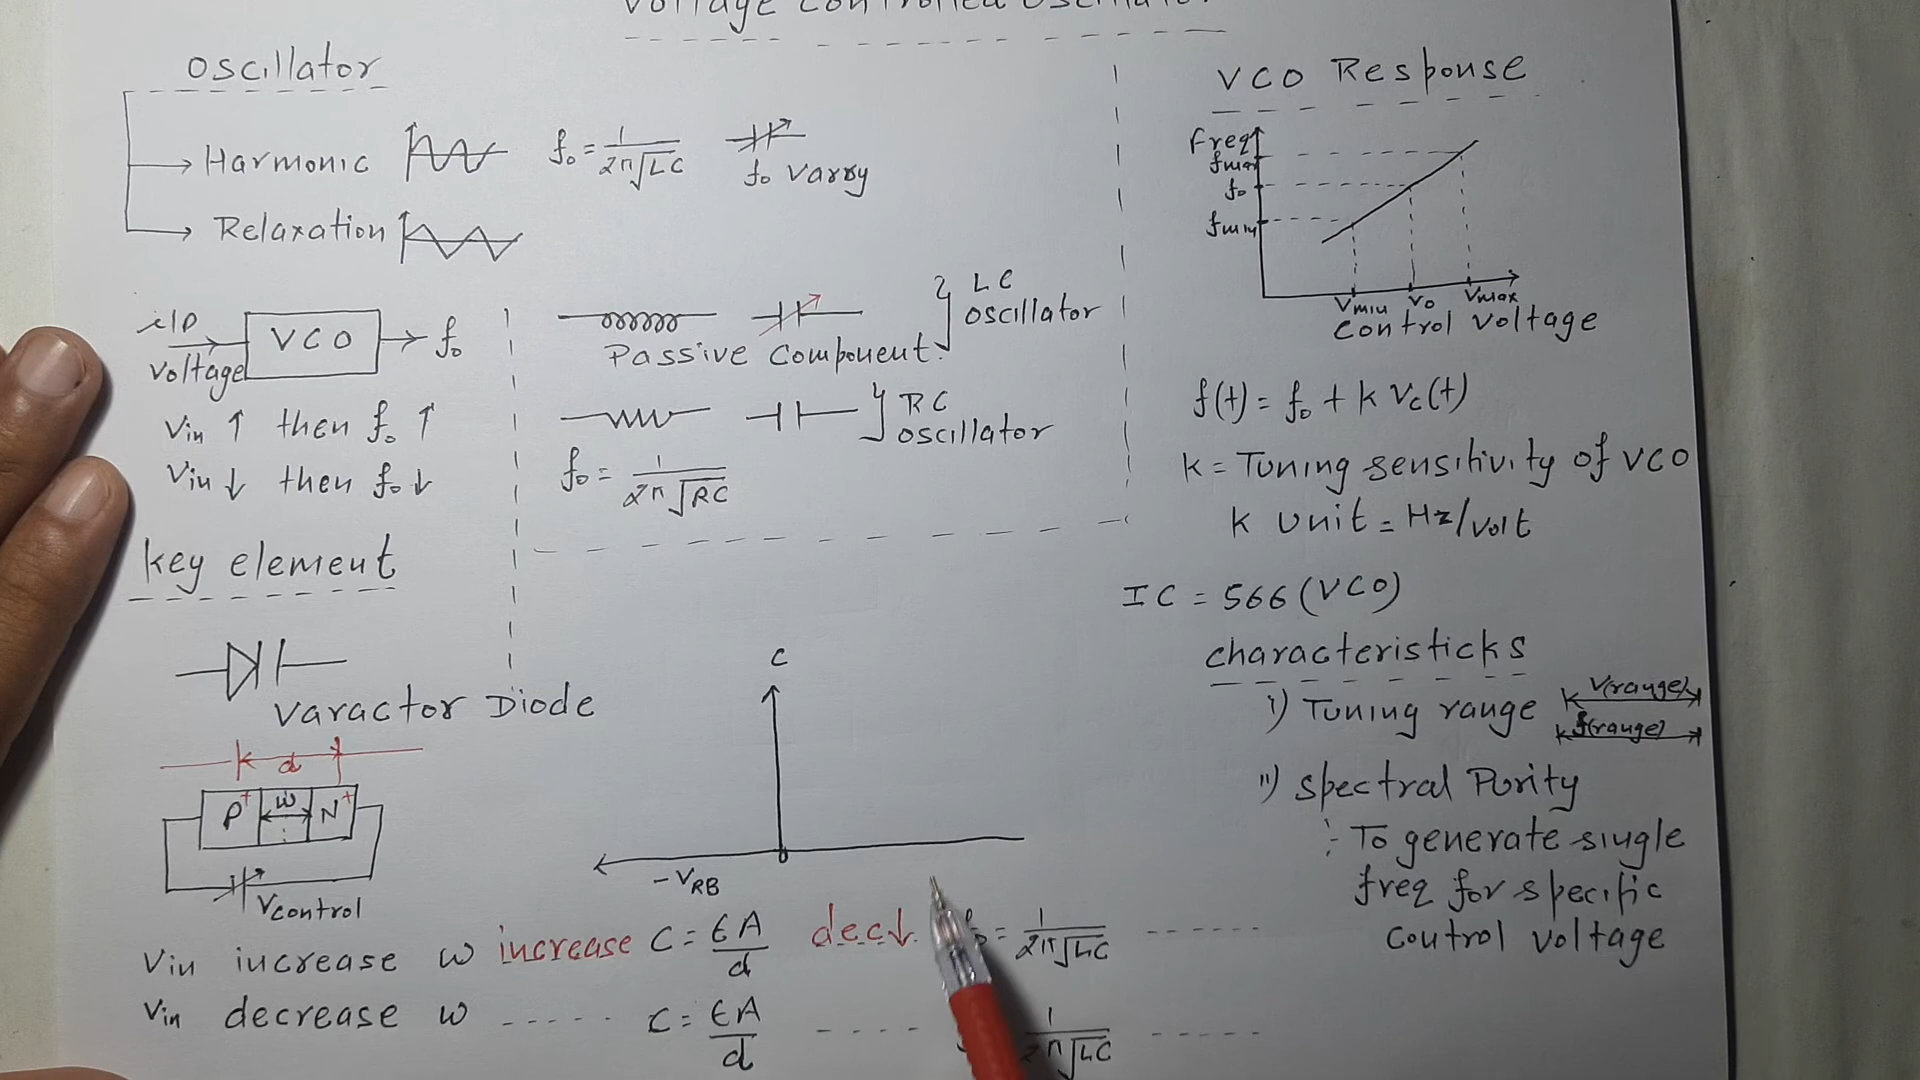 Voltage Controlled Oscillator
Oscillator
Harmonic
f₀ = 1/2π√LC
f₀ varry
Relaxation
i/p voltage
VCO
f₀
Vin ↑ then f₀ ↑
Vin ↓ then f₀ ↓
Passive Component.
LC oscillator
RC oscillator
f₀ = 1/2π√RC
key element
Varactor Diode
d
P⁺ W N⁺
Vcontrol
C
0
-VRB
Vin increase W increase C = ϵA/d dec↓. f₀ = 1/2π√LC ------
Vin decrease W ----- C = ϵA/d ---- 1/2π√LC ------
VCO Response
Freq
fmax
f₀
fmin
Vmin V₀ Vmax
Control Voltage
f(t) = f₀ + k Vc(t)
K = Tuning sensitivity of VCO
K unit = Hz/volt
IC = 566 (VCO)
characteristicks
i) Tuning range
V(range)
f(range)
ii) Spectral Purity
:- To generate single
freq for specific
control voltage